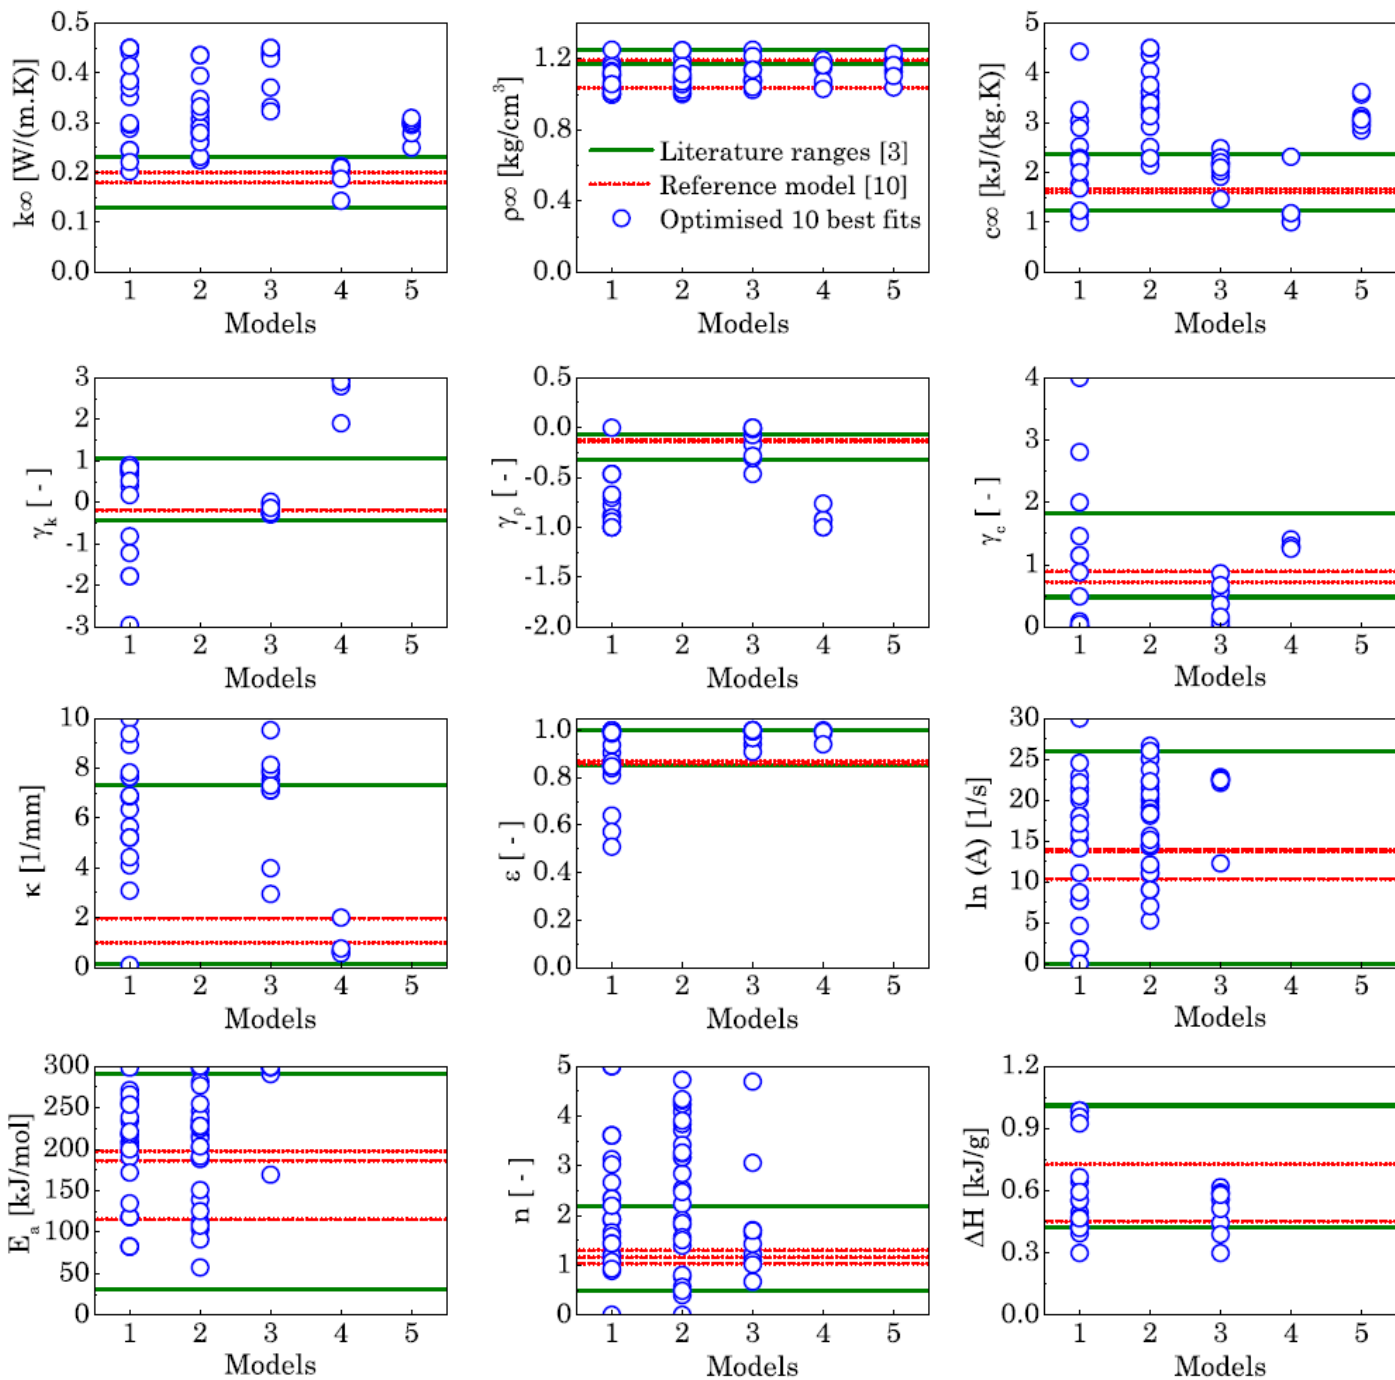 k∞ [W/(m.K)]
0.5
0.4
0.3
0.2
0.1
0.0
1 2 3 4 5
Models
ρ∞ [kg/cm³]
1.2
0.8
0.4
0.0
Literature ranges [3]
Reference model [10]
Optimised 10 best fits
1 2 3 4 5
Models
c∞ [kJ/(kg.K)]
5
4
3
2
1
0
1 2 3 4 5
Models
γₖ [ - ]
3
2
1
0
-1
-2
-3
1 2 3 4 5
Models
γᵨ [ - ]
0.5
0.0
-0.5
-1.0
-1.5
-2.0
1 2 3 4 5
Models
γc [ - ]
4
3
2
1
0
1 2 3 4 5
Models
κ [1/mm]
10
8
6
4
2
0
1 2 3 4 5
Models
ε [ - ]
1.0
0.8
0.6
0.4
0.2
0.0
1 2 3 4 5
Models
ln (A) [1/s]
30
25
20
15
10
5
0
1 2 3 4 5
Models
Eₐ [kJ/mol]
300
250
200
150
100
50
0
1 2 3 4 5
Models
n [ - ]
5
4
3
2
1
0
1 2 3 4 5
Models
ΔH [kJ/g]
1.2
0.9
0.6
0.3
0.0
1 2 3 4 5
Models